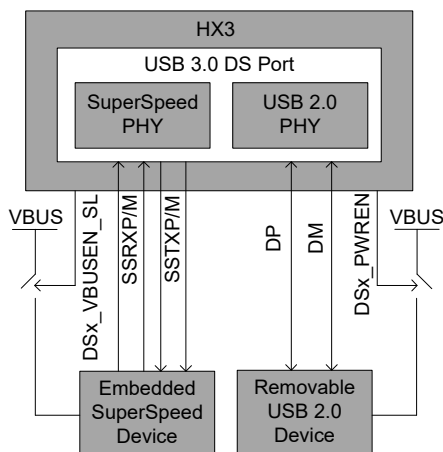 HX3
USB 3.0 DS Port
SuperSpeed
PHY
USB 2.0
PHY
VBUS
DSx_VBUSEN_SL
SSRXP/M
SSTXP/M
DP
DM
DSx_PWREN
VBUS
Embedded
SuperSpeed
Device
Removable
USB 2.0
Device